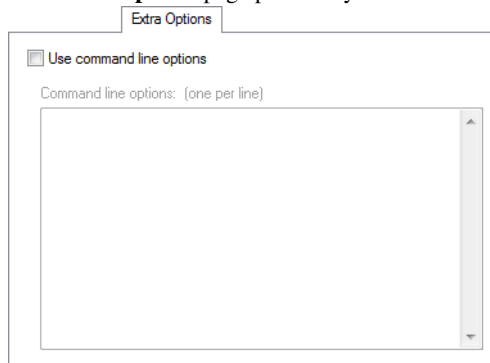 Extra Options
Use command line options
Command line options: (one per line)